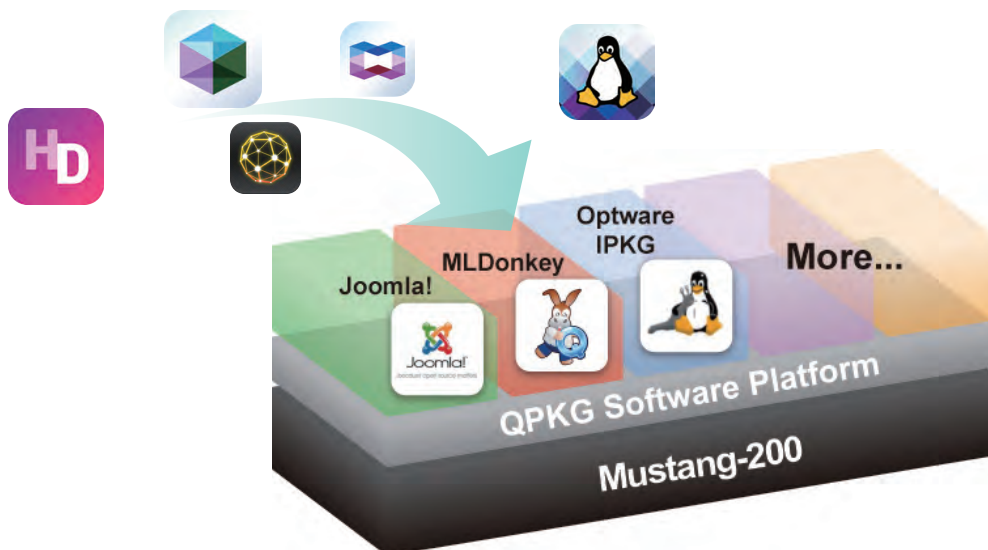 HD
Optware
IPKG
MLDonkey
More...
Joomla!
Joomla!
QPKG Software Platform
Mustang-200